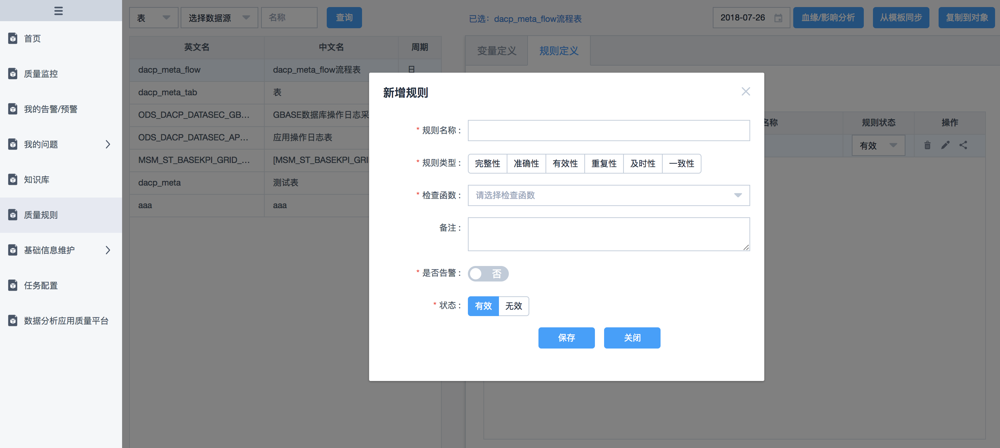 首页
质量监控
我的告警/预警
我的问题
知识库
质量规则
基础信息维护
任务配置
数据分析应用质量平台
表 选择数据源 名称 查询
已选：dacp_meta_flow流程表
2018-07-26 血缘/影响分析 从模板同步 复制到对象
英文名 中文名 周期
dacp_meta_flow dacp_meta_flow流程表 日
dacp_meta_tab 表
ODS_DACP_DATASEC_GB... GBASE数据库操作日志采
ODS_DACP_DATASEC_AP... 应用操作日志表
MSM_ST_BASEKPI_GRID_... [MSM_ST_BASEKPI_GRI
dacp_meta 测试表
aaa aaa
变量定义 规则定义
名称 规则状态 操作
有效
新增规则
* 规则名称 :
* 规则类型 : 完整性 准确性 有效性 重复性 及时性 一致性
* 检查函数 : 请选择检查函数
备注 :
* 是否告警 : 否
* 状态 : 有效 无效
保存 关闭